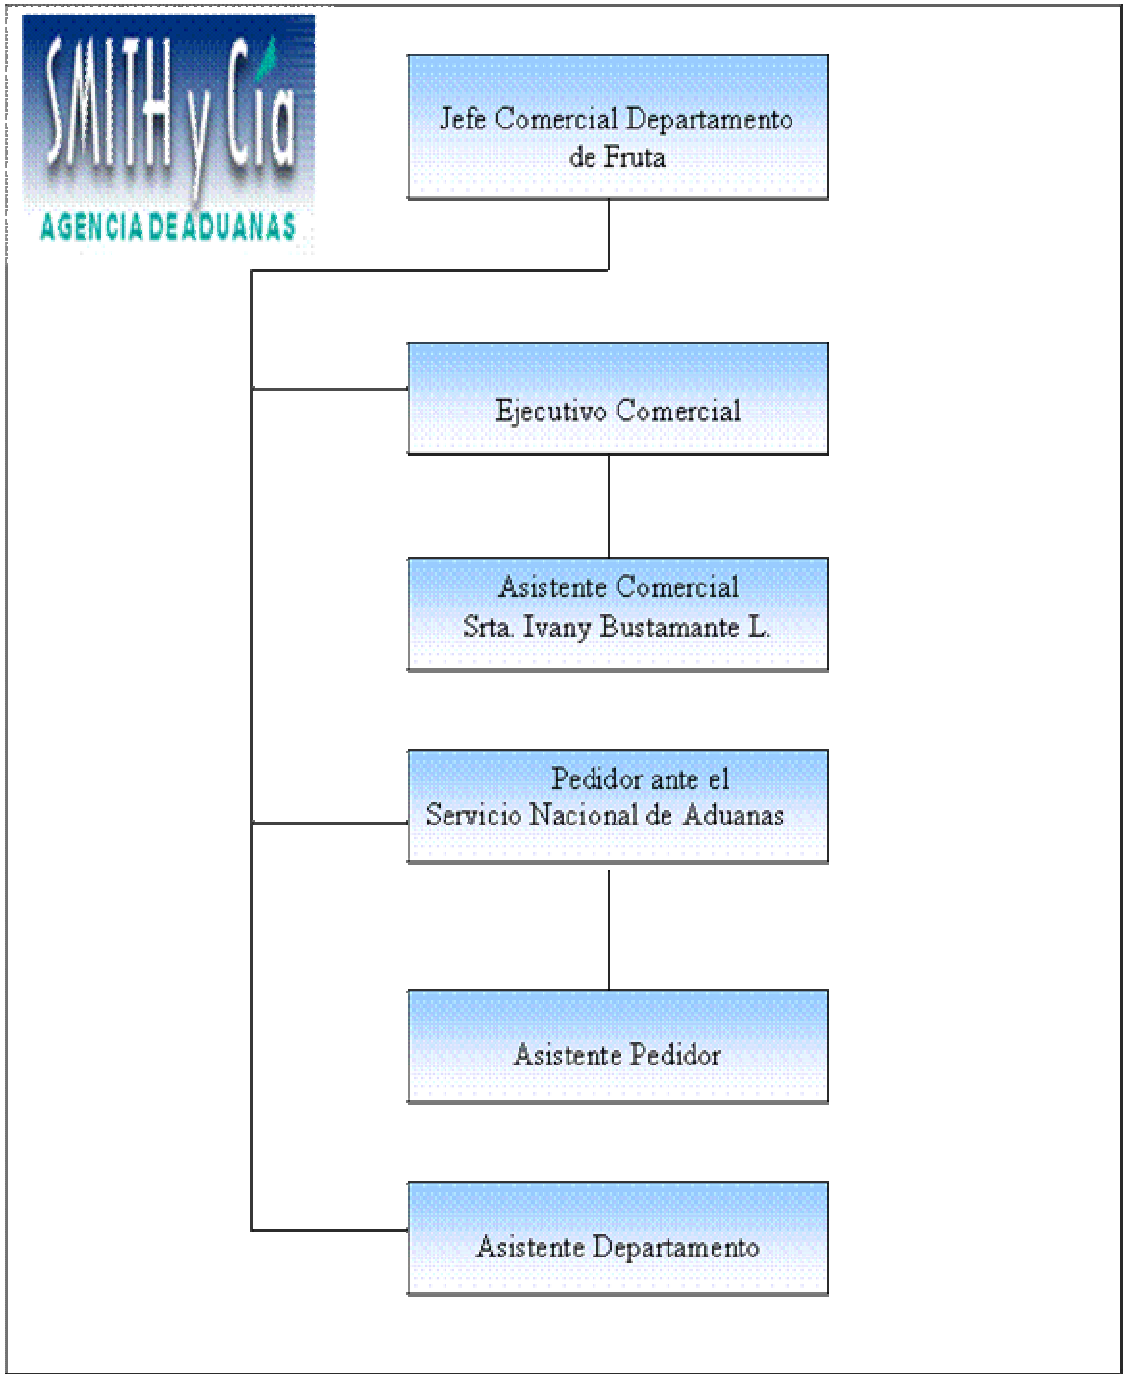 SMITH y Cía
AGENCIA DE ADUANAS
Jefe Comercial Departamento
de Fruta
Ejecutivo Comercial
Asistente Comercial
Srta. Ivany Bustamante L.
Pedidor ante el
Servicio Nacional de Aduanas
Asistente Pedidor
Asistente Departamento